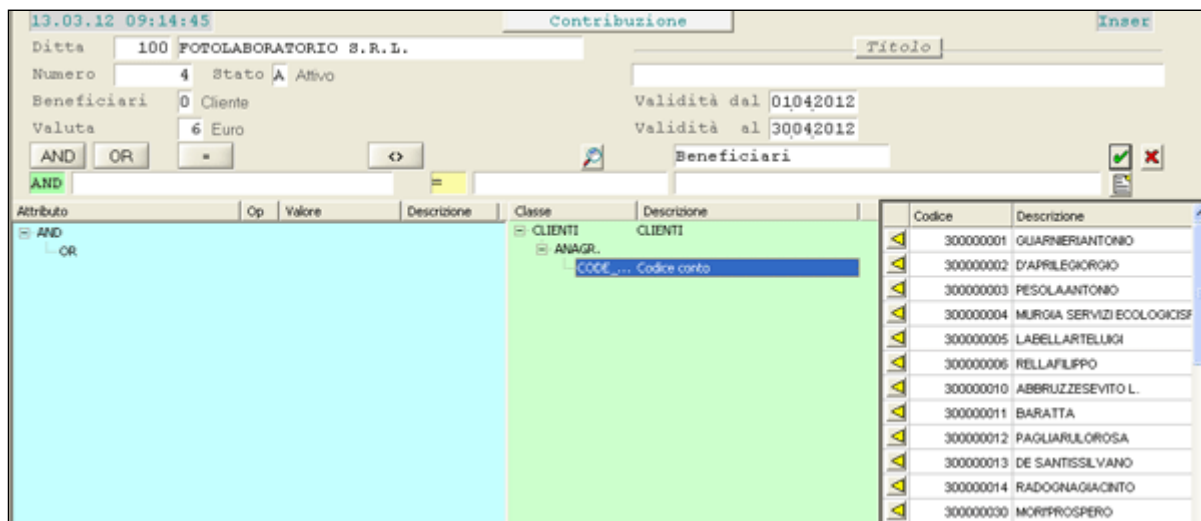 13.03.12 09:14:45 Contribuzione Inser
Ditta 100 FOTOLABORATORIO S.R.L. Titolo
Numero 4 Stato A Attivo
Beneficiari 0 Cliente Validità dal 01042012
Valuta 6 Euro Validità al 30042012
AND OR = <> Beneficiari
AND =
Attributo Op Valore Descrizione Classe Descrizione Codice Descrizione
AND CLIENTI CLIENTI 300000001 GUARNIERIANTONIO
OR ANAGR. 300000002 D'APRILEGIORGIO
CODE_... Codice conto 300000003 PESOLAANTONIO
300000004 MURGIA SERVIZI ECOLOGICISF
300000005 LABELLARTELUIGI
300000006 RELLAFILIPPO
300000010 ABBRUZZESEVITO L.
300000011 BARATTA
300000012 PAGLIARULOROSA
300000013 DE SANTISSILVANO
300000014 RADOGNAGIACINTO
300000030 MORI'PROSPERO